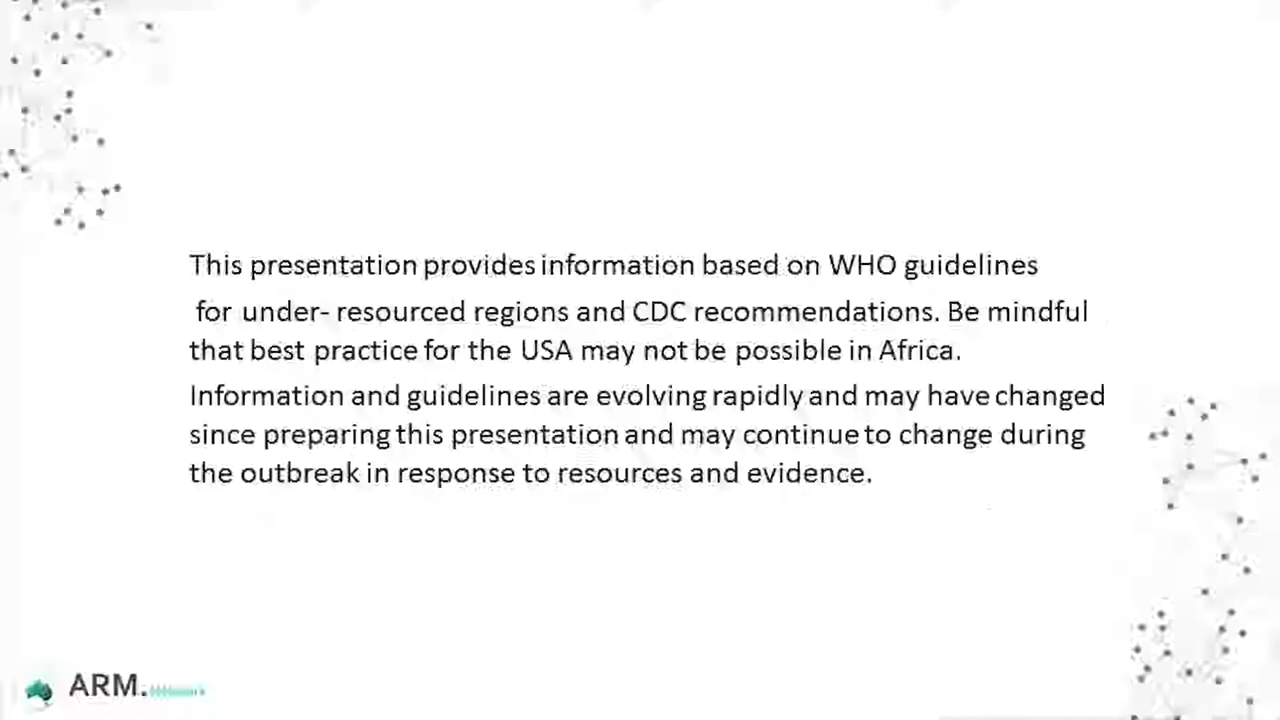 This presentation provides information based on WHO guidelines
for under- resourced regions and CDC recommendations. Be mindful
that best practice for the USA may not be possible in Africa.
Information and guidelines are evolving rapidly and may have changed
since preparing this presentation and may continue to change during
the outbreak in response to resources and evidence.
ARM.